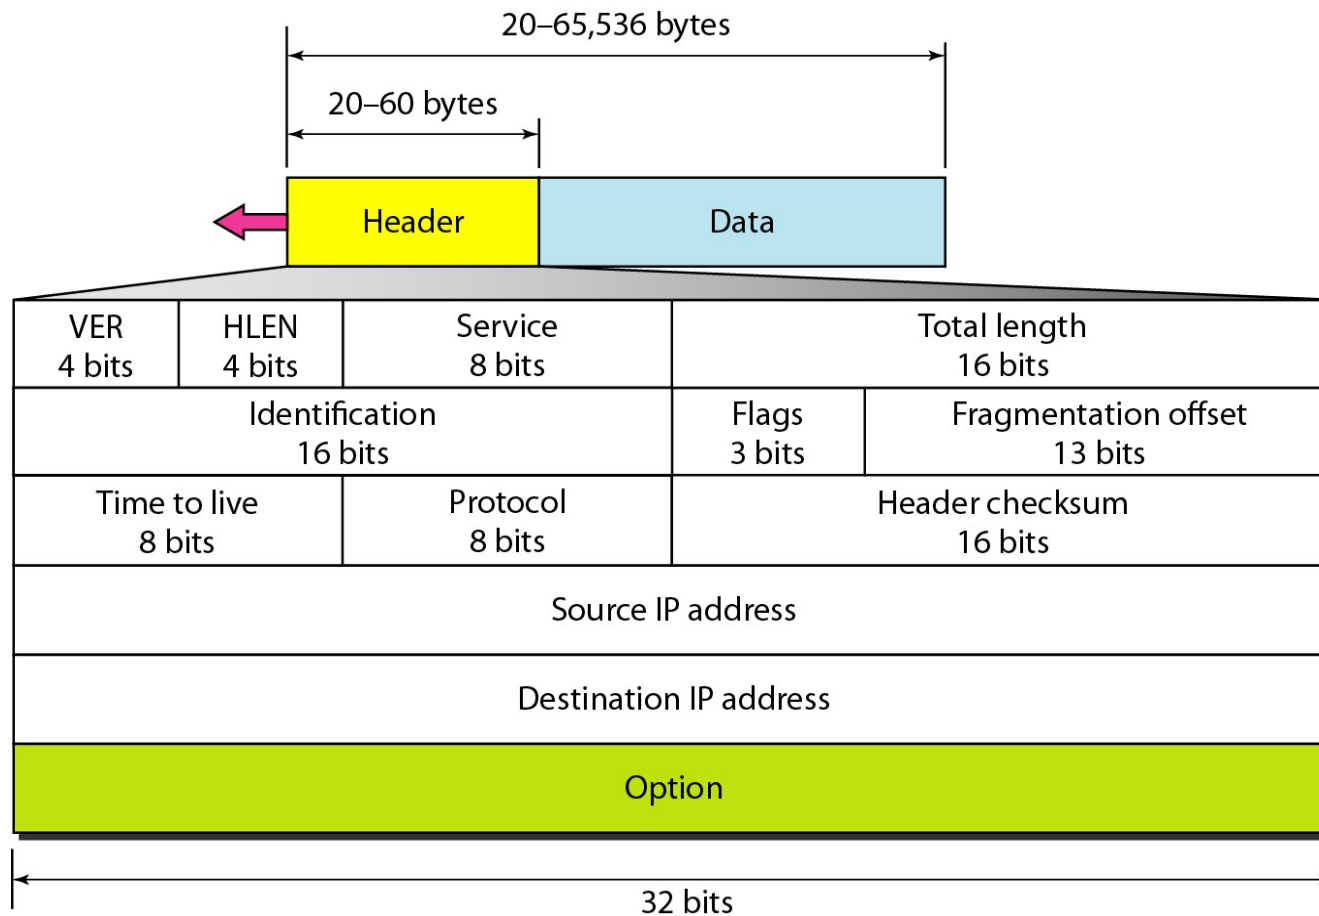 20–65,536 bytes
20–60 bytes
Header
Data
VER
4 bits
HLEN
4 bits
Service
8 bits
Total length
16 bits
Identification
16 bits
Flags
3 bits
Fragmentation offset
13 bits
Time to live
8 bits
Protocol
8 bits
Header checksum
16 bits
Source IP address
Destination IP address
Option
32 bits